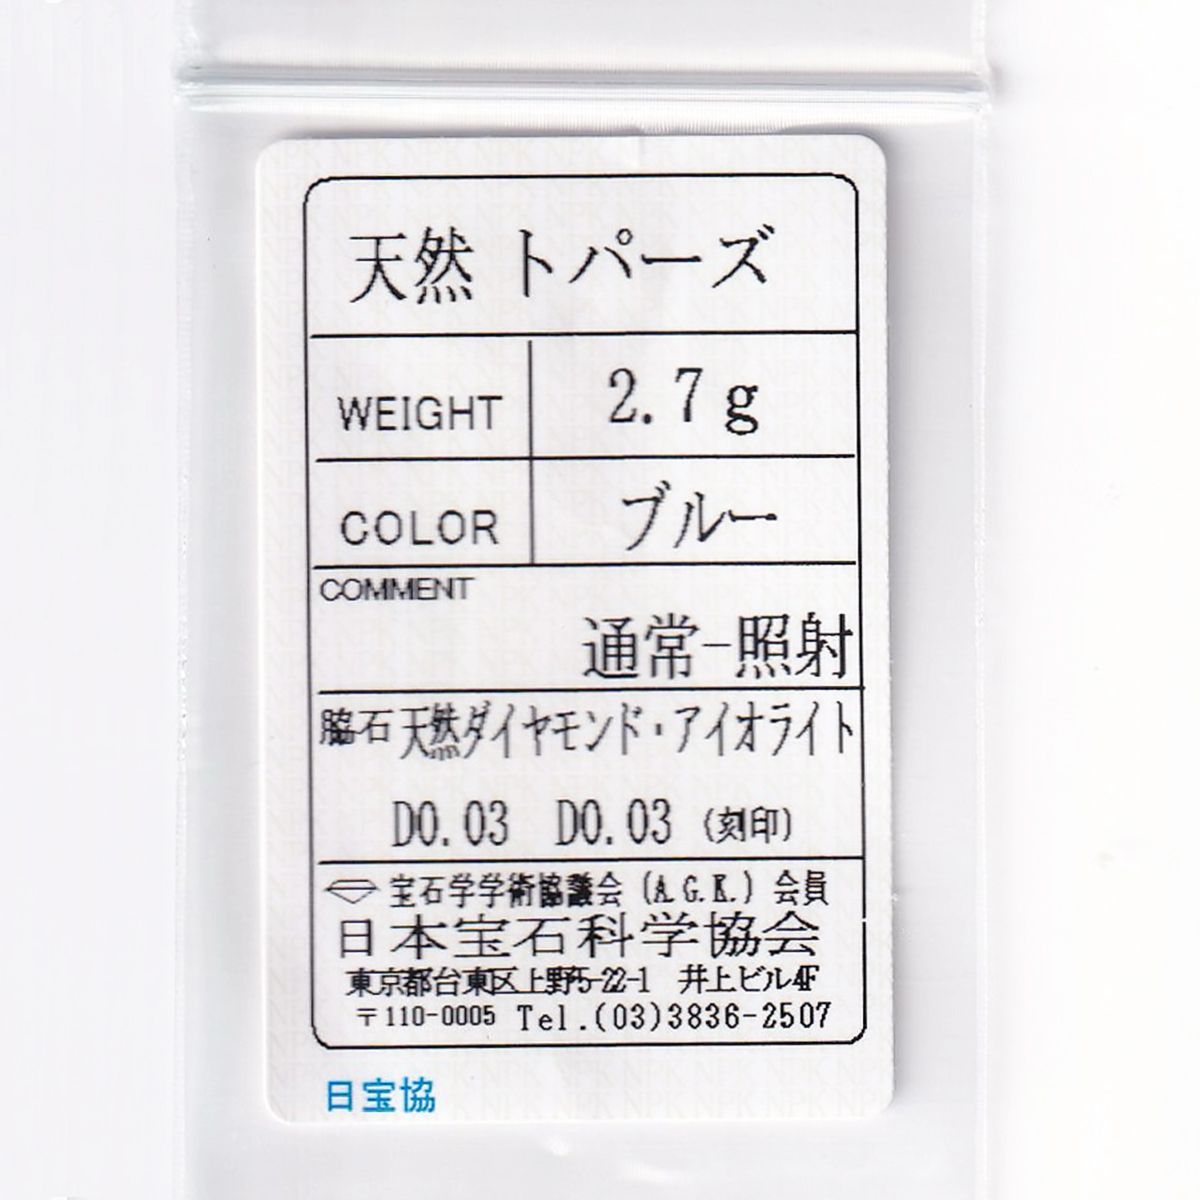 天然 トパーズ
WEIGHT 2.7g
COLOR ブルー
COMMENT
通常-照射
脇石 天然ダイヤモンド・アイオライト
D0.03 D0.03 (刻印)
宝石学学術協議会 (A.G.K.) 会員
日本宝石科学協会
東京都台東区上野5-22-1 井上ビル4F
〒110-0005 Tel.(03)3836-2507
日宝協